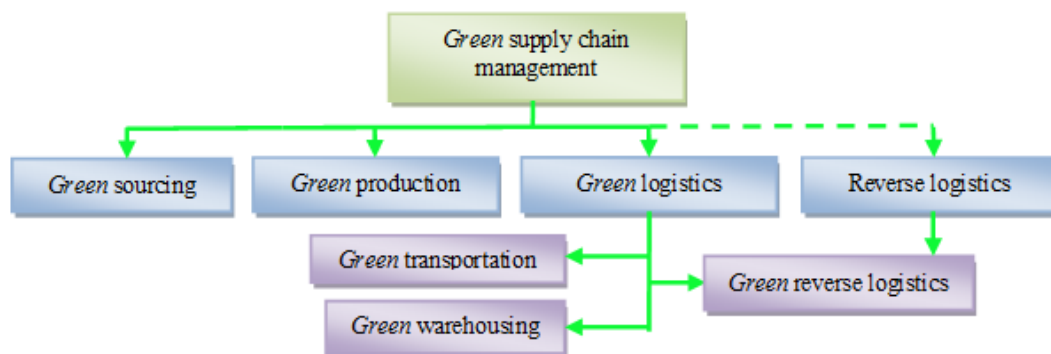 Green supply chain
management
Green sourcing
Green production
Green logistics
Reverse logistics
Green transportation
Green reverse logistics
Green warehousing